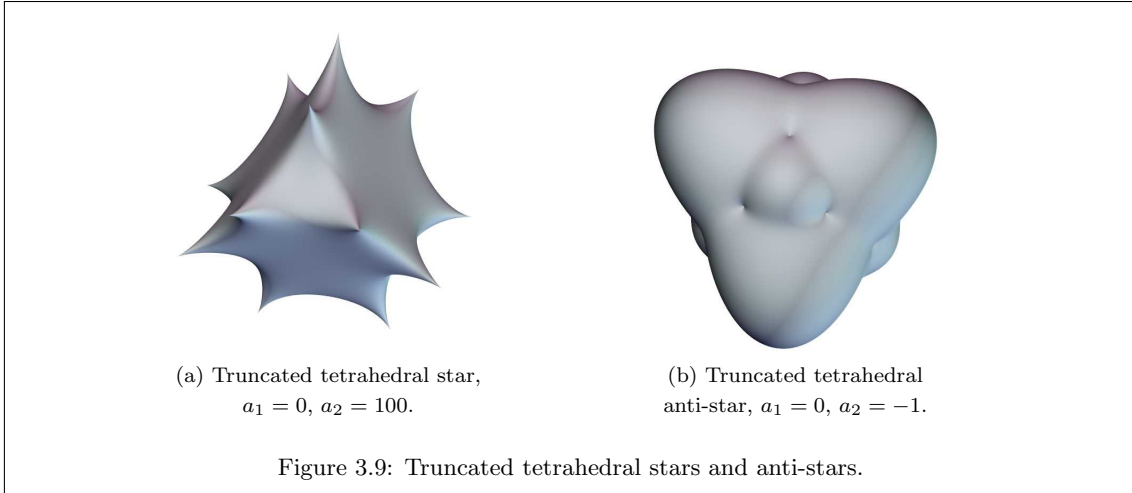 (a) Truncated tetrahedral star,
a₁ = 0, a₂ = 100.
(b) Truncated tetrahedral
anti-star, a₁ = 0, a₂ = −1.
Figure 3.9: Truncated tetrahedral stars and anti-stars.